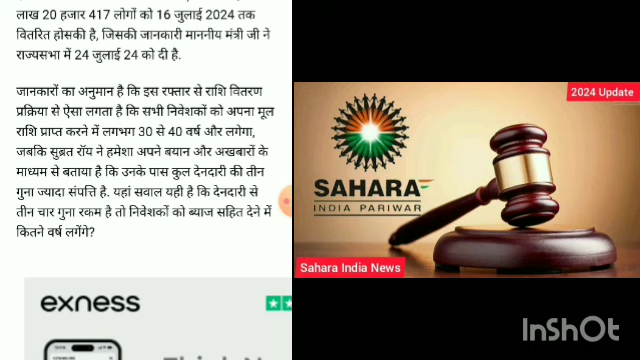 लाख 20 हजार 417 लोगों को 16 जुलाई 2024 तक
वितरित होसकी है, जिसकी जानकारी माननीय मंत्री जी ने
राज्यसभा में 24 जुलाई 24 को दी है.
जानकारों का अनुमान है कि इस रफ्तार से राशि वितरण
प्रक्रिया से ऐसा लगता है कि सभी निवेशकों को अपना मूल
राशि प्राप्त करने में लगभग 30 से 40 वर्ष और लगेगा,
जबकि सुब्रत रॉय ने हमेशा अपने बयान और अखबारों के
माध्यम से बताया है कि उनके पास कुल देनदारी की तीन
गुना ज्यादा संपत्ति है. यहां सवाल यही है कि देनदारी से
तीन चार गुना रकम है तो निवेशकों को ब्याज सहित देने में
कितने वर्ष लगेंगे?
exness
2024 Update
SAHARA
INDIA PARIWAR
Sahara India News
InShOt